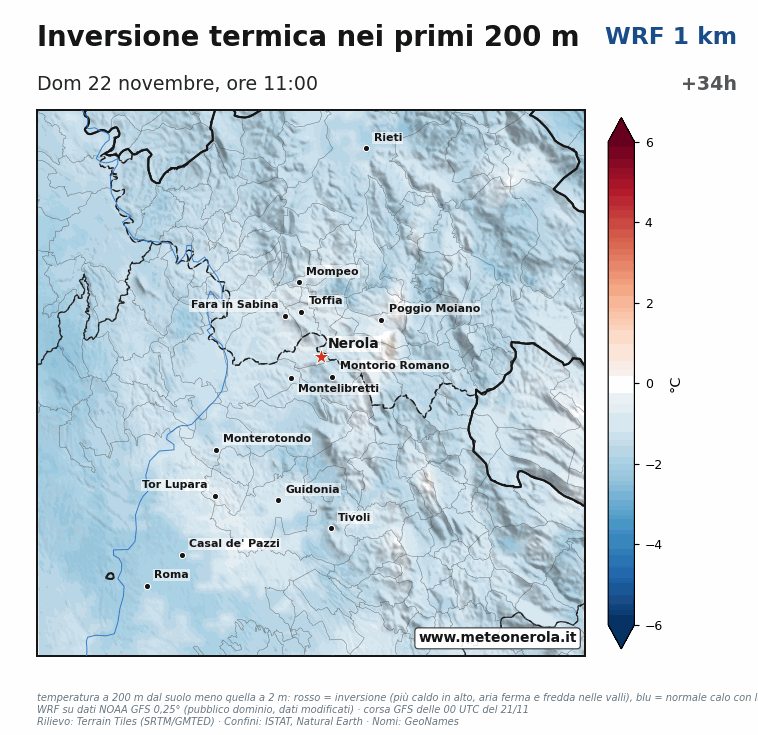 Inversione termica nei primi 200 m WRF 1 km
Dom 22 novembre, ore 11:00 +34h
Rieti
Mompeo
Toffia
Fara in Sabina
Poggio Moiano
Nerola
Montorio Romano
Montelibretti
Monterotondo
Tor Lupara
Guidonia
Tivoli
Casal de' Pazzi
Roma
www.meteonerola.it
6
4
2
0
−2
−4
−6
°C
temperatura a 200 m dal suolo meno quella a 2 m: rosso = inversione (più caldo in alto, aria ferma e fredda nelle valli), blu = normale calo con
WRF su dati NOAA GFS 0,25° (pubblico dominio, dati modificati) · corsa GFS delle 00 UTC del 21/11
Rilievo: Terrain Tiles (SRTM/GMTED) · Confini: ISTAT, Natural Earth · Nomi: GeoNames